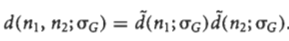 d(n₁, n₂; σ_G) = d̃(n₁; σ_G)d̃(n₂; σ_G).